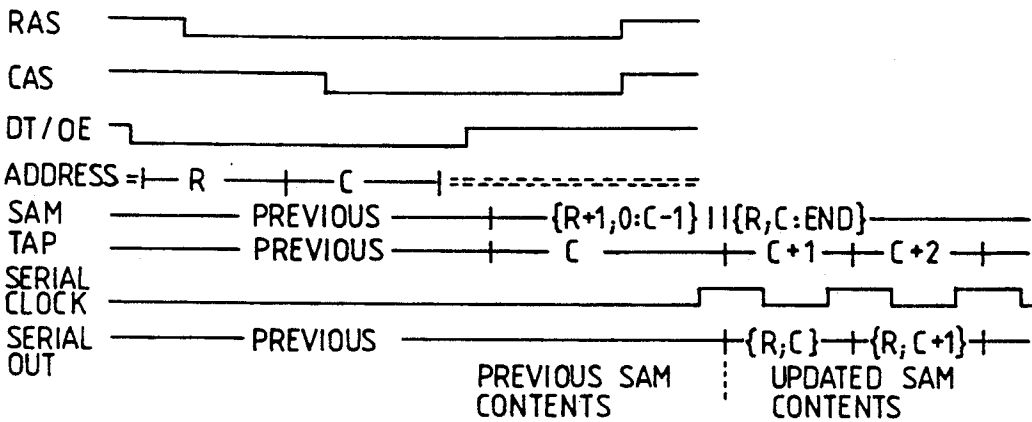 RAS
CAS
DT/OE
ADDRESS = R C
SAM PREVIOUS {R+1,0:C-1} || {R,C:END}
TAP PREVIOUS C C+1 C+2
SERIAL
CLOCK
SERIAL PREVIOUS {R,C} {R,C+1}
OUT
PREVIOUS SAM UPDATED SAM
CONTENTS CONTENTS